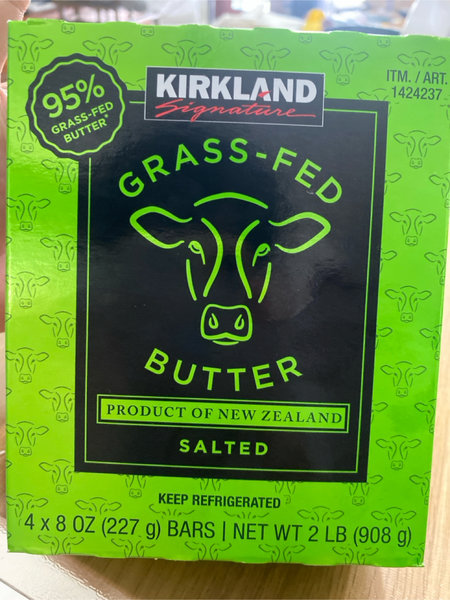 KIRKLAND
Signature
ITM. / ART.
1424237
95%
GRASS-FED
BUTTER*
GRASS-FED
BUTTER
PRODUCT OF NEW ZEALAND
SALTED
KEEP REFRIGERATED
4 x 8 OZ (227 g) BARS | NET WT 2 LB (908 g)